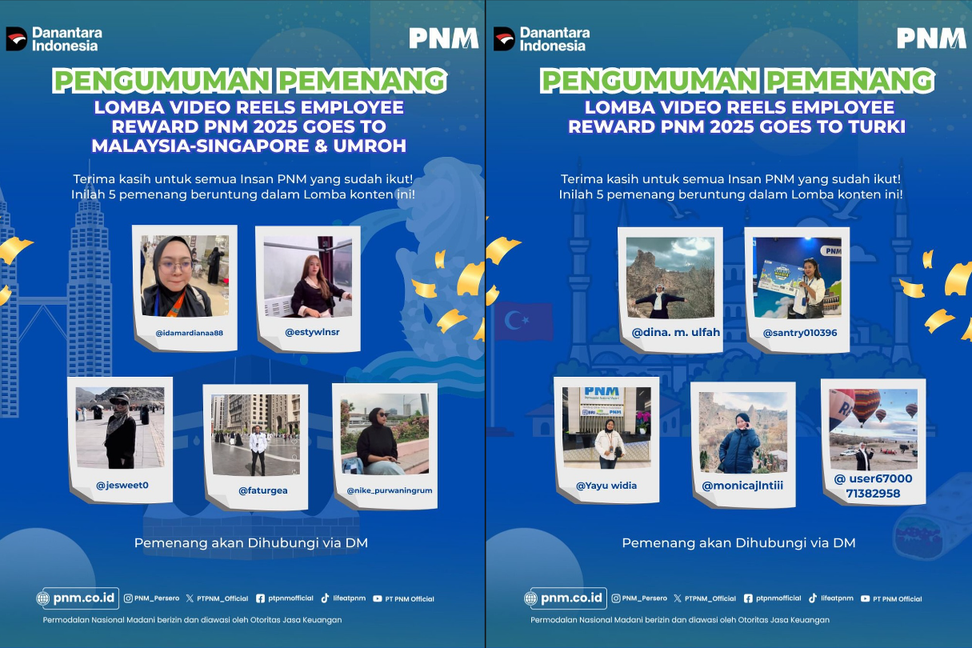 Danantara
Indonesia
PNM
PENGUMUMAN PEMENANG
LOMBA VIDEO REELS EMPLOYEE
REWARD PNM 2025 GOES TO
MALAYSIA-SINGAPORE & UMROH
Terima kasih untuk semua Insan PNM yang sudah ikut!
Inilah 5 pemenang beruntung dalam Lomba konten ini!
@idamardianaa88
@estywlnsr
@jesweet0
@faturgea
@nike_purwaningrum
Pemenang akan Dihubungi via DM
pnm.co.id
PNM_Persero
PTPNM_Official
ptpnmofficial
lifeatpnm
PT PNM Official
Permodalan Nasional Madani berizin dan diawasi oleh Otoritas Jasa Keuangan
Danantara
Indonesia
PNM
PENGUMUMAN PEMENANG
LOMBA VIDEO REELS EMPLOYEE
REWARD PNM 2025 GOES TO TURKI
Terima kasih untuk semua Insan PNM yang sudah ikut!
Inilah 5 pemenang beruntung dalam Lomba konten ini!
PNM
@dina. m. ulfah
@santry010396
PNM
@Yayu widia
@monicajlntiii
@ user67000
71382958
Pemenang akan Dihubungi via DM
pnm.co.id
PNM_Persero
PTPNM_Official
ptpnmofficial
lifeatpnm
PT PNM Official
Permodalan Nasional Madani berizin dan diawasi oleh Otoritas Jasa Keuangan